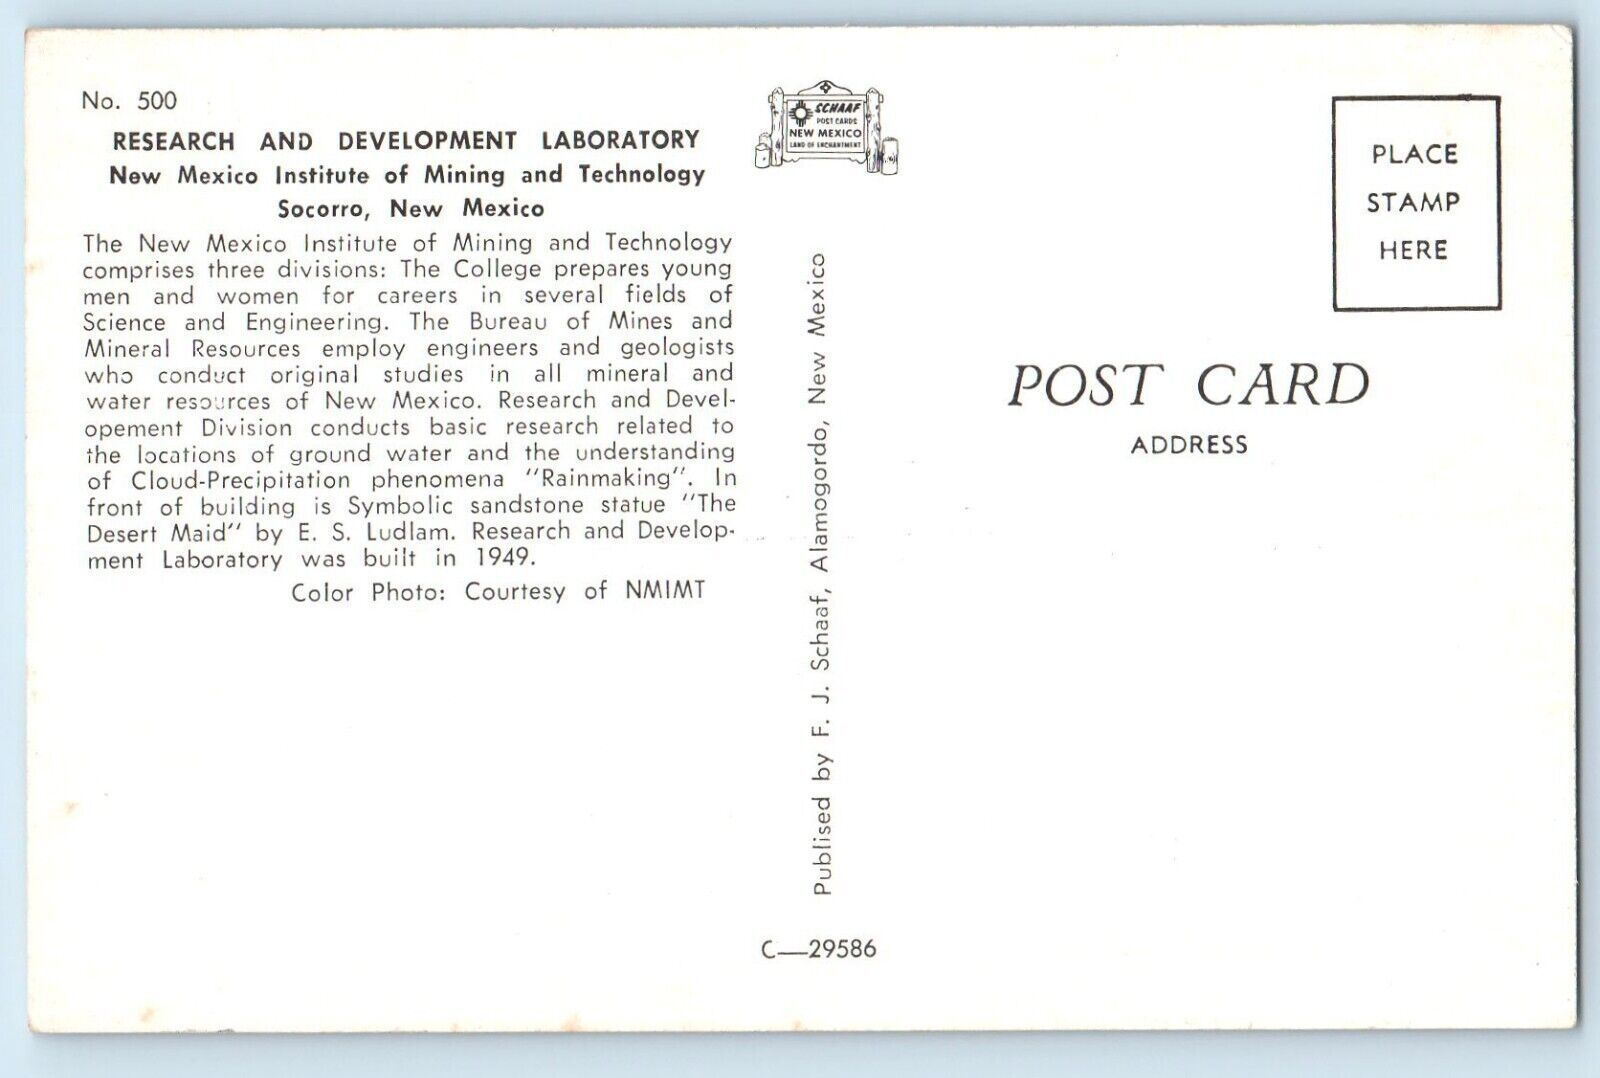 No. 500
RESEARCH AND DEVELOPMENT LABORATORY
New Mexico Institute of Mining and Technology
Socorro, New Mexico
The New Mexico Institute of Mining and Technology
comprises three divisions: The College prepares young
men and women for careers in several fields of
Science and Engineering. The Bureau of Mines and
Mineral Resources employ engineers and geologists
who conduct original studies in all mineral and
water resources of New Mexico. Research and Devel-
opement Division conducts basic research related to
the locations of ground water and the understanding
of Cloud-Precipitation phenomena "Rainmaking". In
front of building is Symbolic sandstone statue "The
Desert Maid" by E. S. Ludlam. Research and Develop-
ment Laboratory was built in 1949.
Color Photo: Courtesy of NMIMT
SCHAAF
POST CARDS
NEW MEXICO
LAND OF ENCHANTMENT
Publised by F. J. Schaaf, Alamogordo, New Mexico
C—29586
PLACE
STAMP
HERE
POST CARD
ADDRESS